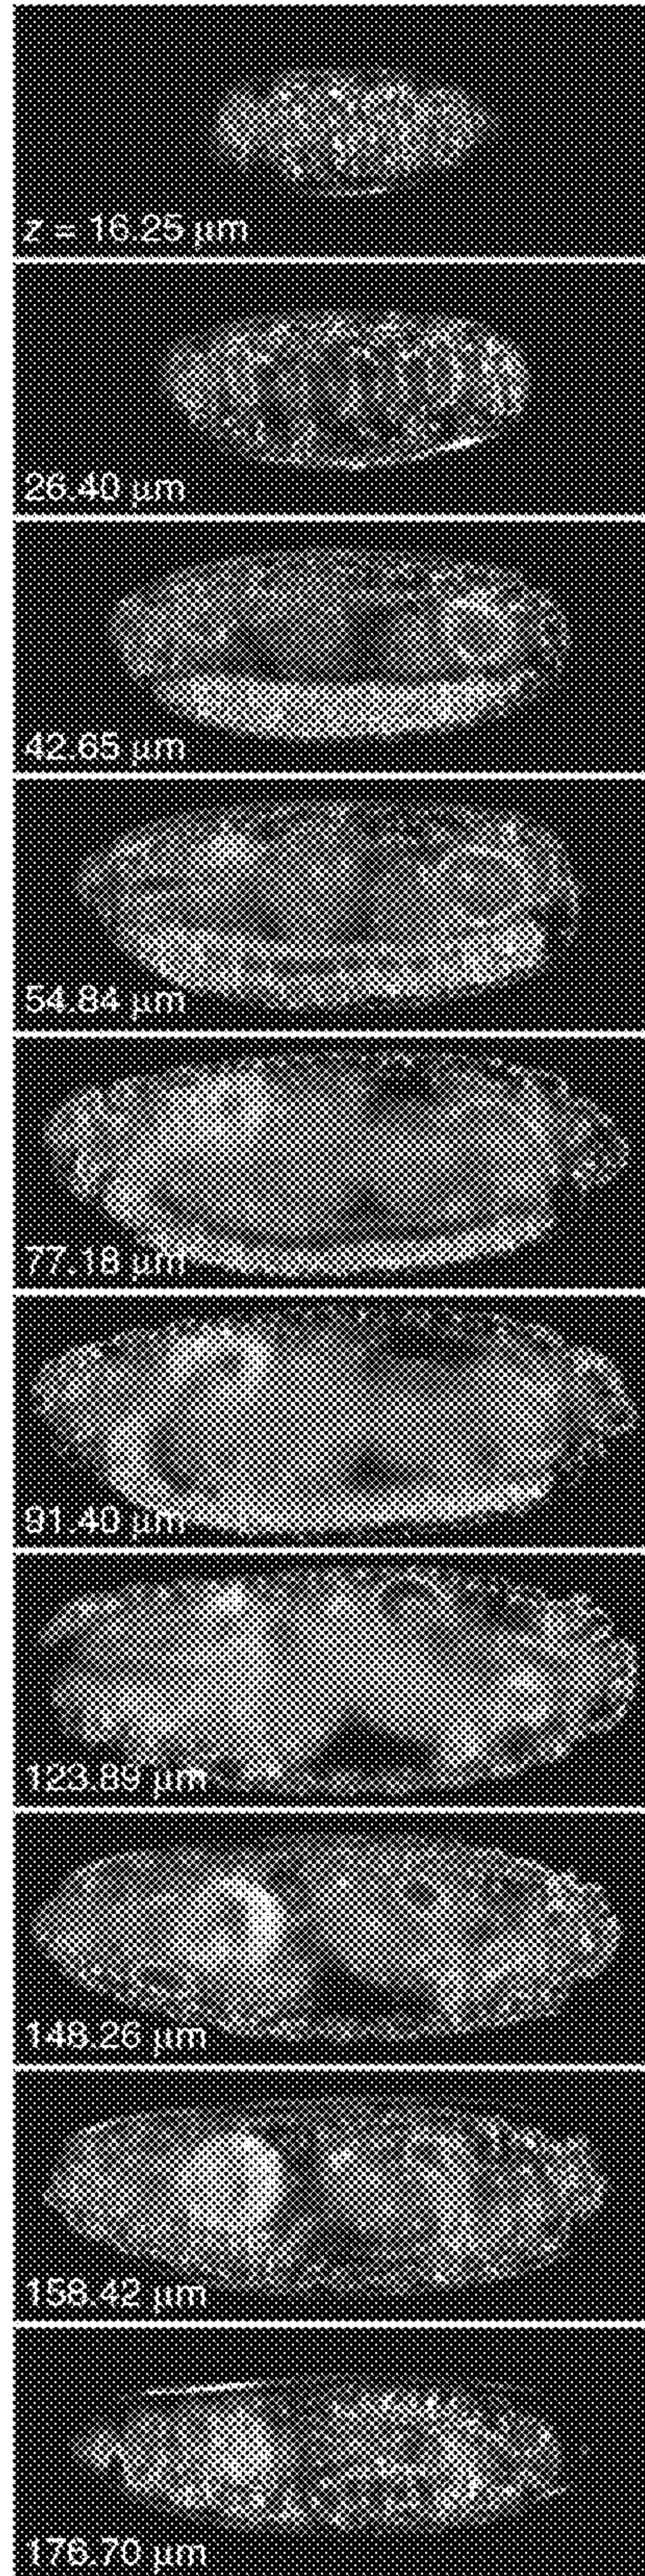 z = 16.25 µm
26.40 µm
42.65 µm
54.84 µm
77.18 µm
91.40 µm
123.89 µm
148.26 µm
158.42 µm
176.70 µm